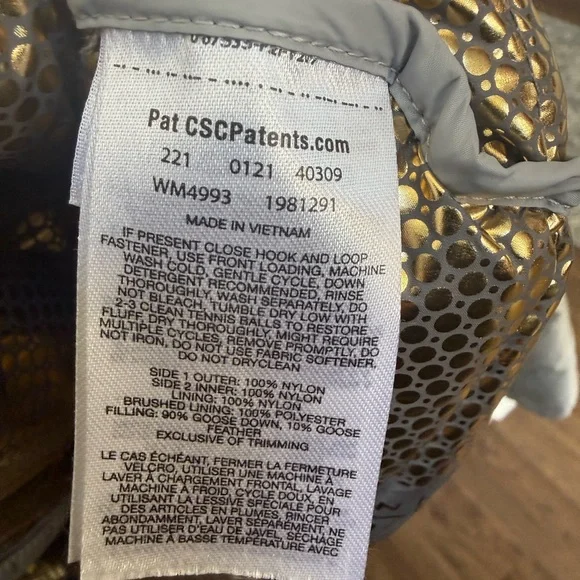 Pat CSCPatents.com
221 0121 40309
WM4993 1981291
MADE IN VIETNAM
IF PRESENT CLOSE HOOK AND LOOP
FASTENER, USE FRONT LOADING, MACHINE
WASH COLD, GENTLE CYCLE, DOWN
DETERGENT RECOMMENDED, RINSE
THOROUGHLY, WASH SEPARATELY, DO
NOT BLEACH, TUMBLE DRY LOW WITH
2-3 CLEAN TENNIS BALLS TO RESTORE
FLUFF, DRY THOROUGHLY MIGHT REQUIRE
MULTIPLE CYCLES, REMOVE PROMPTLY, DO
NOT IRON, DO NOT USE FABRIC SOFTENER,
DO NOT DRYCLEAN
SIDE 1 OUTER: 100% NYLON
SIDE 2 INNER: 100% NYLON
LINING: 100% NYLON
BRUSHED LINING: 100% POLYESTER
FILLING: 90% GOOSE DOWN, 10% GOOSE
FEATHER
EXCLUSIVE OF TRIMMING
LE CAS ÉCHÉANT, FERMER LA FERMETURE
VELCRO, UTILISER UNE MACHINE À
LAVER À CHARGEMENT FRONTAL, LAVAGE
MACHINE À FROID, CYCLE DOUX, EN
UTILISANT LA LESSIVE SPÉCIALE POUR
DES ARTICLES EN PLUMES, RINCER
ABONDAMMENT, LAVER SÉPARÉMENT, NE
PAS UTILISER D'EAU DE JAVEL, SÉCHAGE
MACHINE À BASSE TEMPÉRATURE AVEC